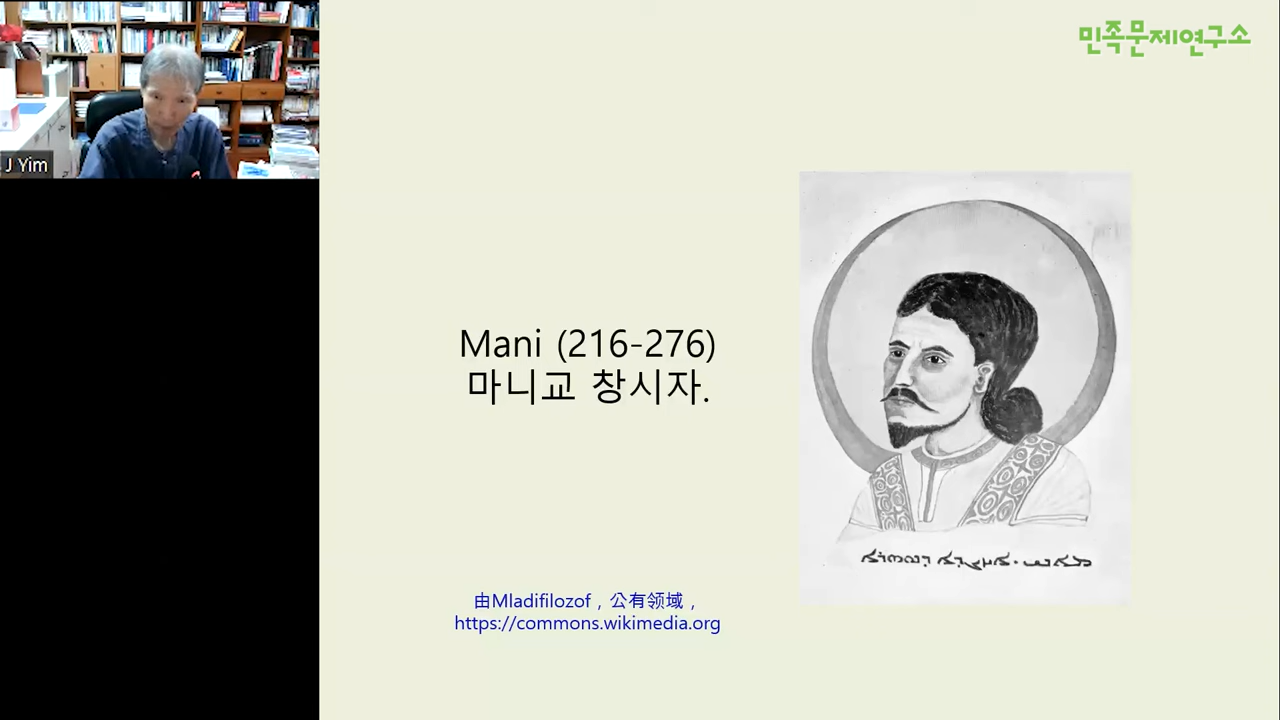 민족문제연구소
J Yim
Mani (216-276)
마니교 창시자.
由Mladifilozof，公有领域，
https://commons.wikimedia.org